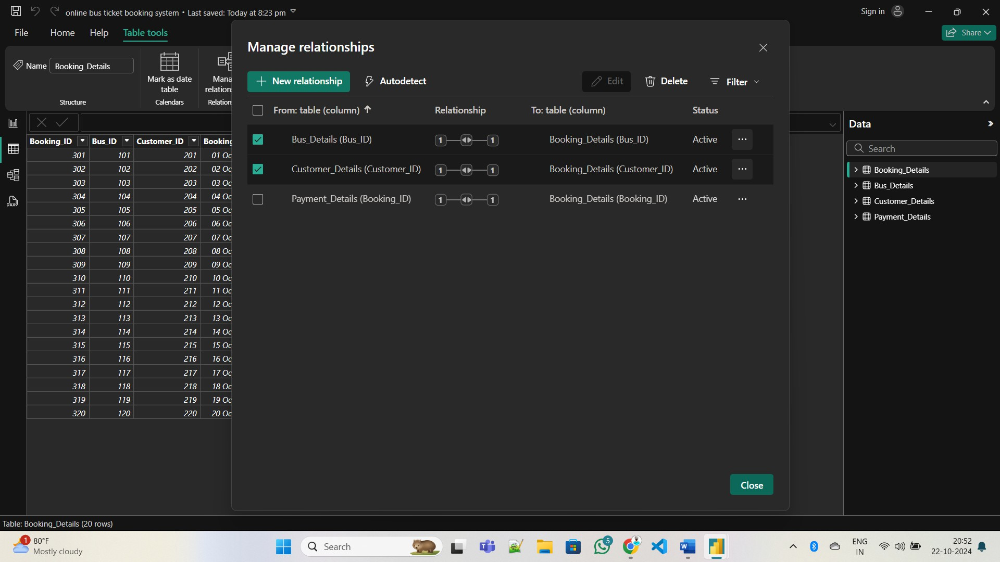 online bus ticket booking system • Last saved: Today at 8:23 pm
Sign in
File Home Help Table tools
Share
Name Booking_Details
Mark as date
table
Mana
relation
Structure
Calendars
Relation
Manage relationships
New relationship Autodetect Edit Delete Filter
From: table (column) Relationship To: table (column) Status
Bus_Details (Bus_ID) 1 1 Booking_Details (Bus_ID) Active ...
Customer_Details (Customer_ID) 1 1 Booking_Details (Customer_ID) Active ...
Payment_Details (Booking_ID) 1 1 Booking_Details (Booking_ID) Active ...
Close
Booking_ID Bus_ID Customer_ID Booking
301 101 201 01 Oc
302 102 202 02 Oc
303 103 203 03 Oc
304 104 204 04 Oc
305 105 205 05 Oc
306 106 206 06 Oc
307 107 207 07 Oc
308 108 208 08 Oc
309 109 209 09 Oc
310 110 210 10 Oc
311 111 211 11 Oc
312 112 212 12 Oc
313 113 213 13 Oc
314 114 214 14 Oc
315 115 215 15 Oc
316 116 216 16 Oc
317 117 217 17 Oc
318 118 218 18 Oc
319 119 219 19 Oc
320 120 220 20 Oc
DAX
Data
Search
Booking_Details
Bus_Details
Customer_Details
Payment_Details
Table: Booking_Details (20 rows)
1
80°F
Mostly cloudy
Search
5
ENG
IN
20:52
22-10-2024